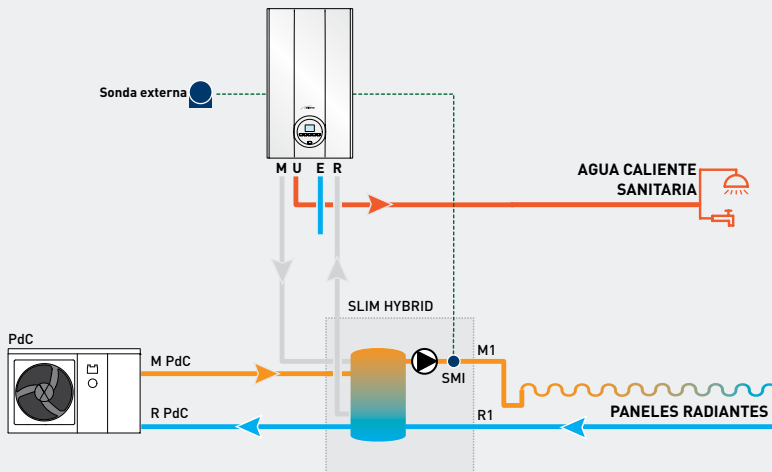 Sonda externa
M U E R
AGUA CALIENTE
SANITARIA
SLIM HYBRID
PdC
M PdC
M1
SMI
R PdC
R1
PANELES RADIANTES